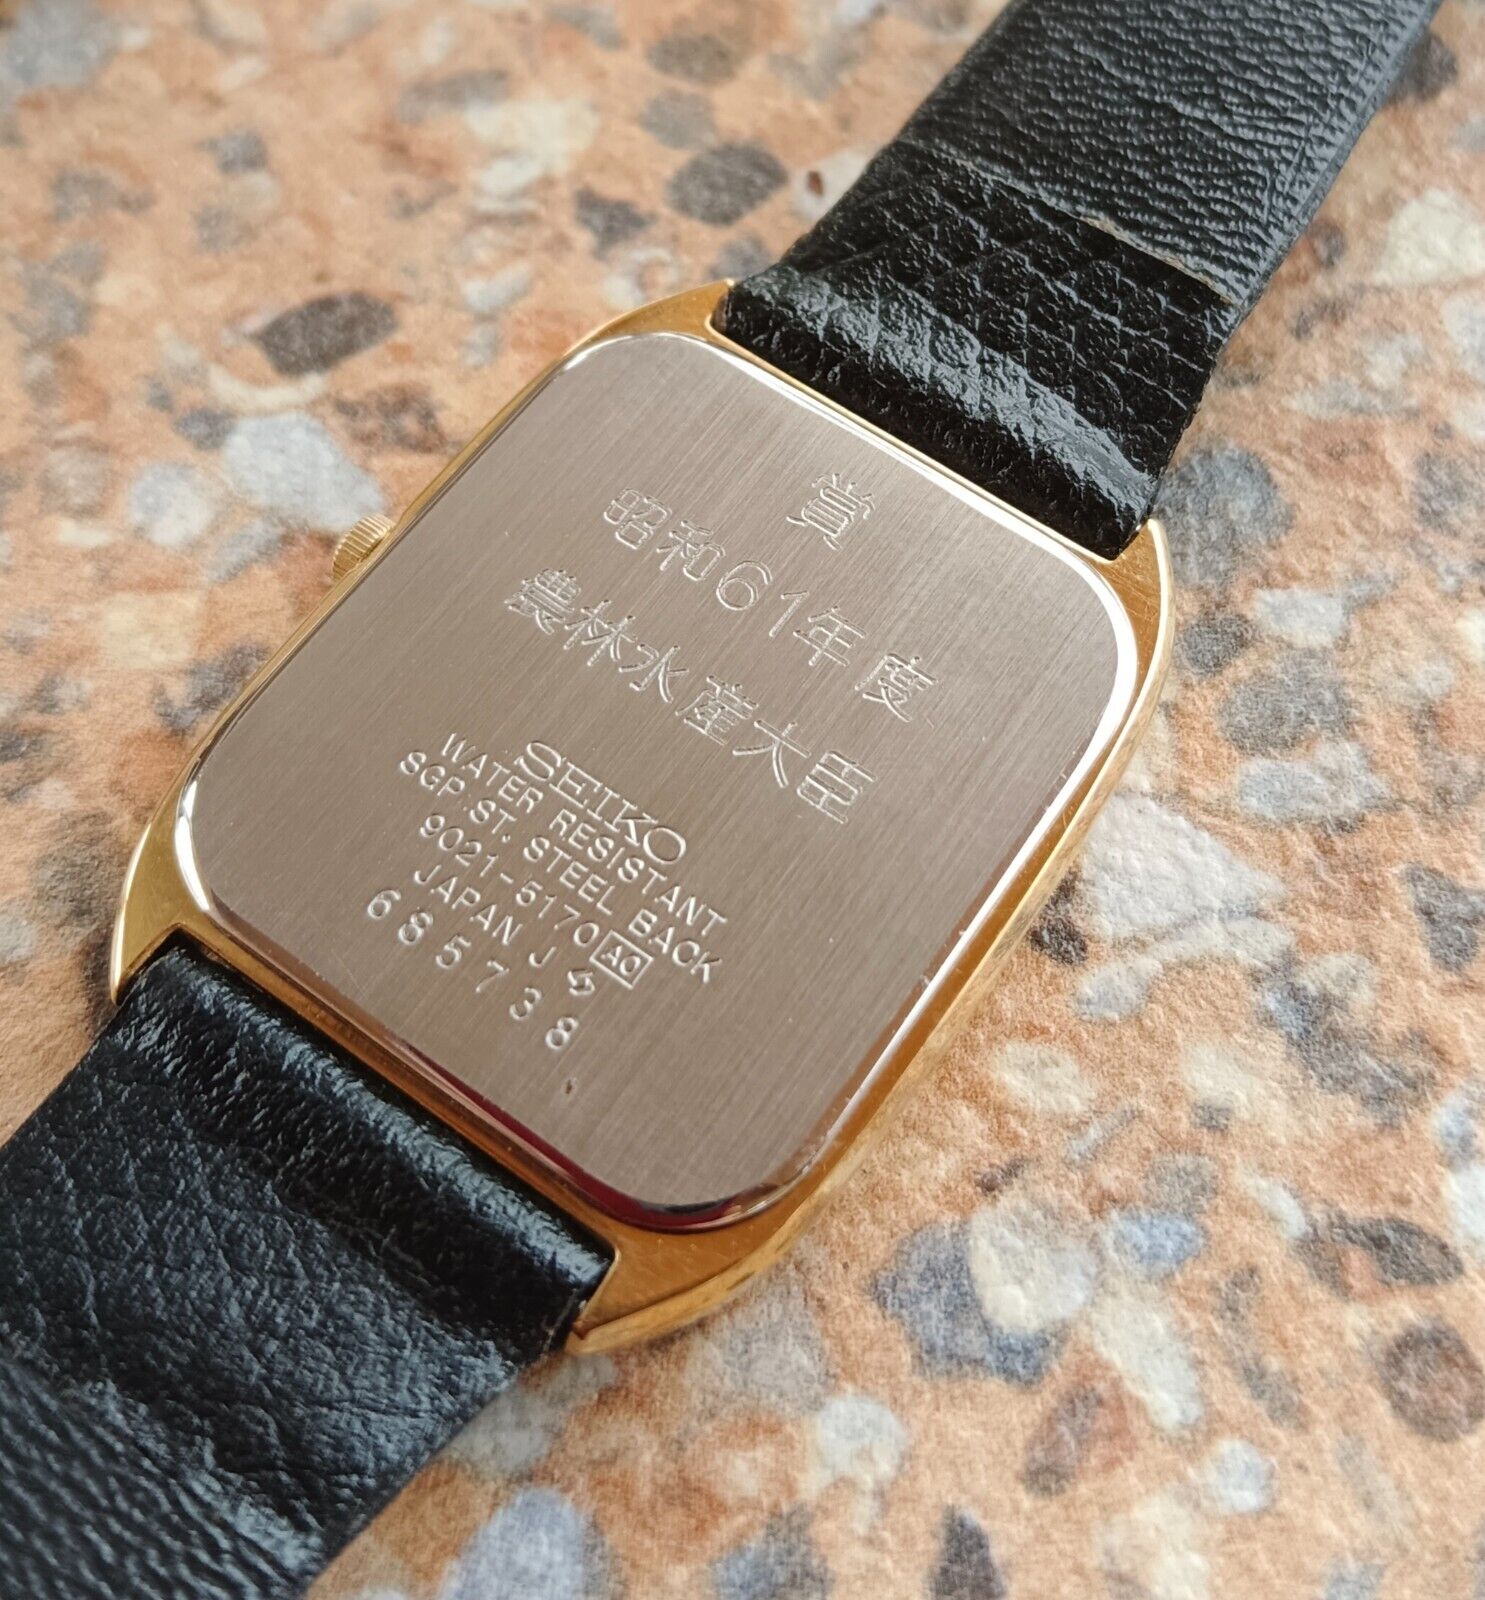 賞
昭和61年度
農林水産大臣
SEIKO
WATER RESISTANT
SGP.ST. STEEL BACK
9021-5170 AO
JAPAN J
685738